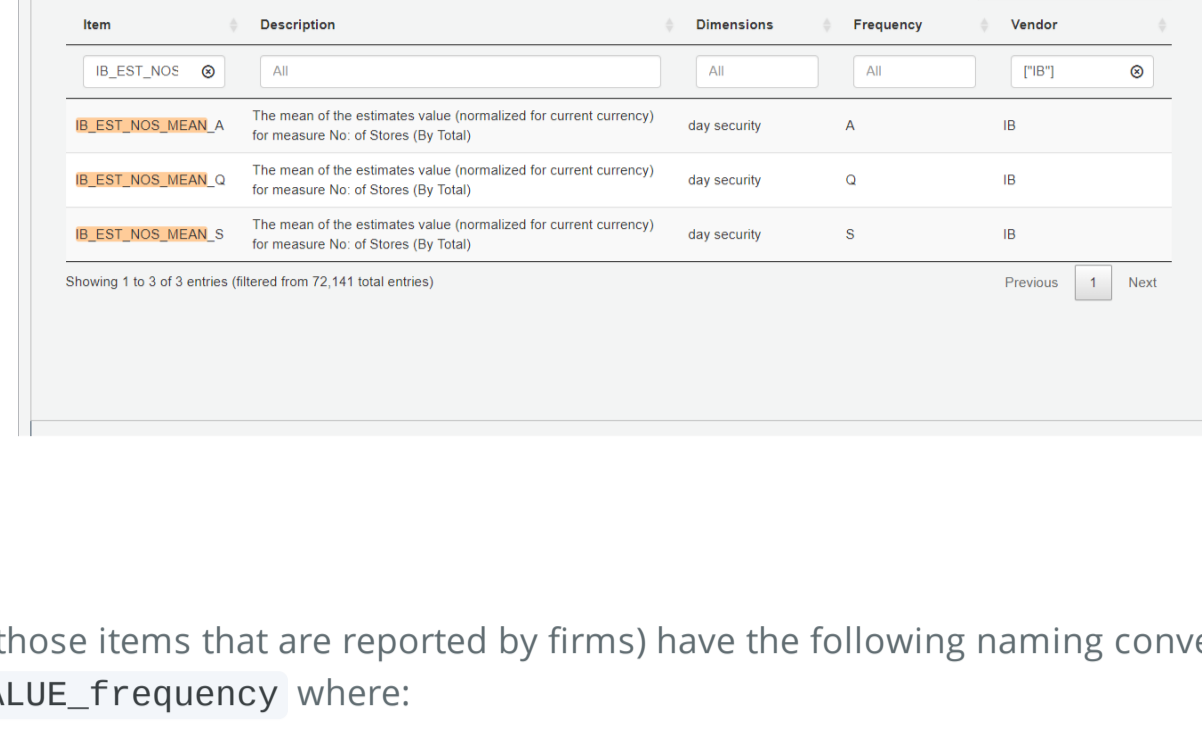 Item Description Dimensions Frequency Vendor
IB_EST_NOS All All All ["IB"]
IB_EST_NOS_MEAN_A The mean of the estimates value (normalized for current currency) day security A IB
for measure No: of Stores (By Total)
IB_EST_NOS_MEAN_Q The mean of the estimates value (normalized for current currency) day security Q IB
for measure No: of Stores (By Total)
IB_EST_NOS_MEAN_S The mean of the estimates value (normalized for current currency) day security S IB
for measure No: of Stores (By Total)
Showing 1 to 3 of 3 entries (filtered from 72,141 total entries) Previous 1 Next
those items that are reported by firms) have the following naming conve
ALUE_frequency where: